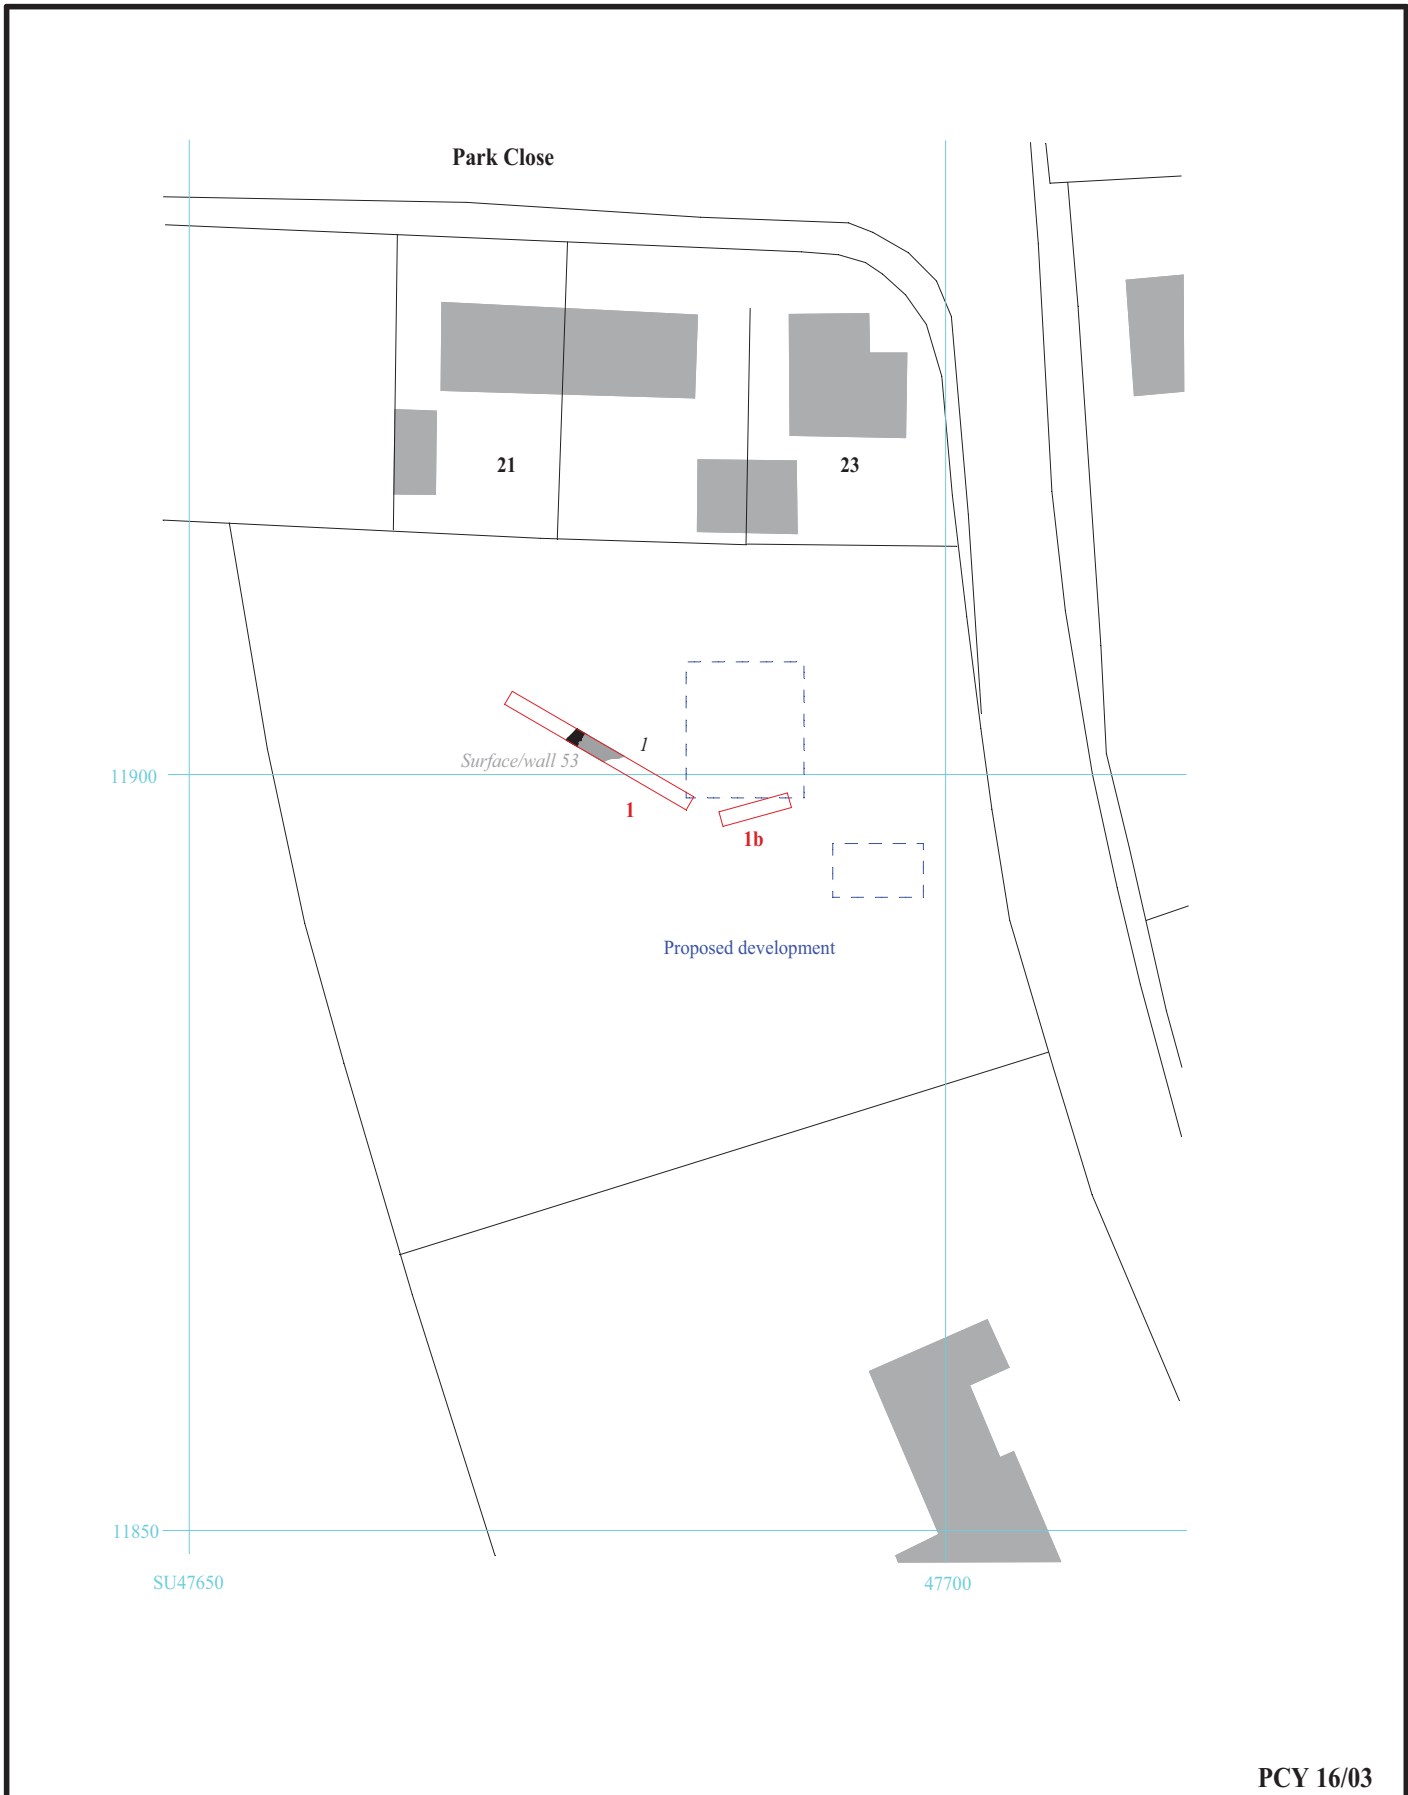 Park Close
21
23
1
Surface/wall 53
11900
1
1b
Proposed development
11850
SU47650
47700
PCY 16/03